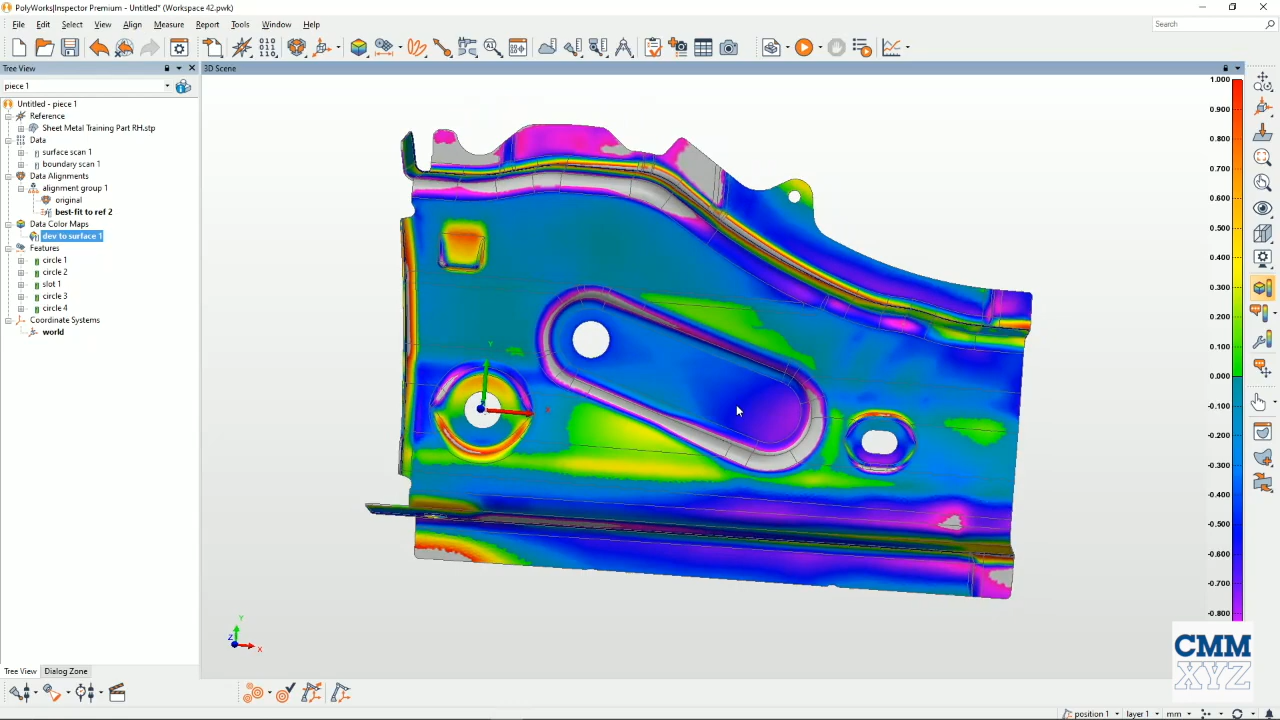 PolyWorks|Inspector Premium - Untitled* (Workspace 42.pwk)
File Edit Select View Align Measure Report Tools Window Help
Search
Tree View
3D Scene
piece 1
Untitled - piece 1
Reference
Sheet Metal Training Part RH.stp
Data
surface scan 1
boundary scan 1
Data Alignments
alignment group 1
original
best-fit to ref 2
Data Color Maps
dev to surface 1
Features
circle 1
circle 2
slot 1
circle 3
circle 4
Coordinate Systems
world
1.000
0.900
0.800
0.700
0.600
0.500
0.400
0.300
0.200
0.100
0.000
-0.100
-0.200
-0.300
-0.400
-0.500
-0.600
-0.700
-0.800
Y
X
Y
Z
X
CMM
XYZ
Tree View Dialog Zone
position 1 layer 1 mm